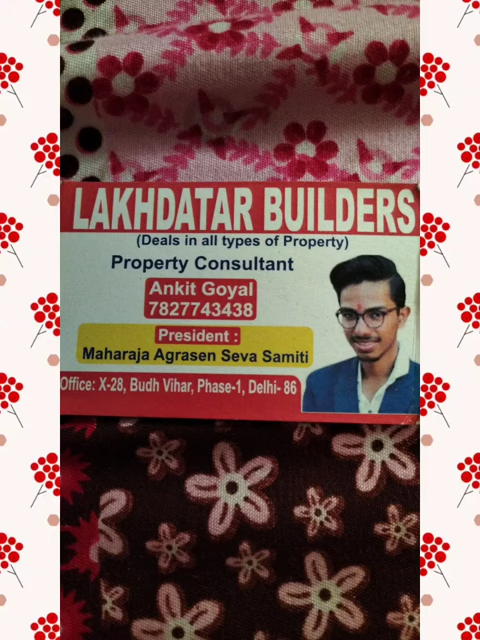 LAKHDATAR BUILDERS
(Deals in all types of Property)
Property Consultant
Ankit Goyal
7827743438
President :
Maharaja Agrasen Seva Samiti
Office: X-28, Budh Vihar, Phase-1, Delhi- 86